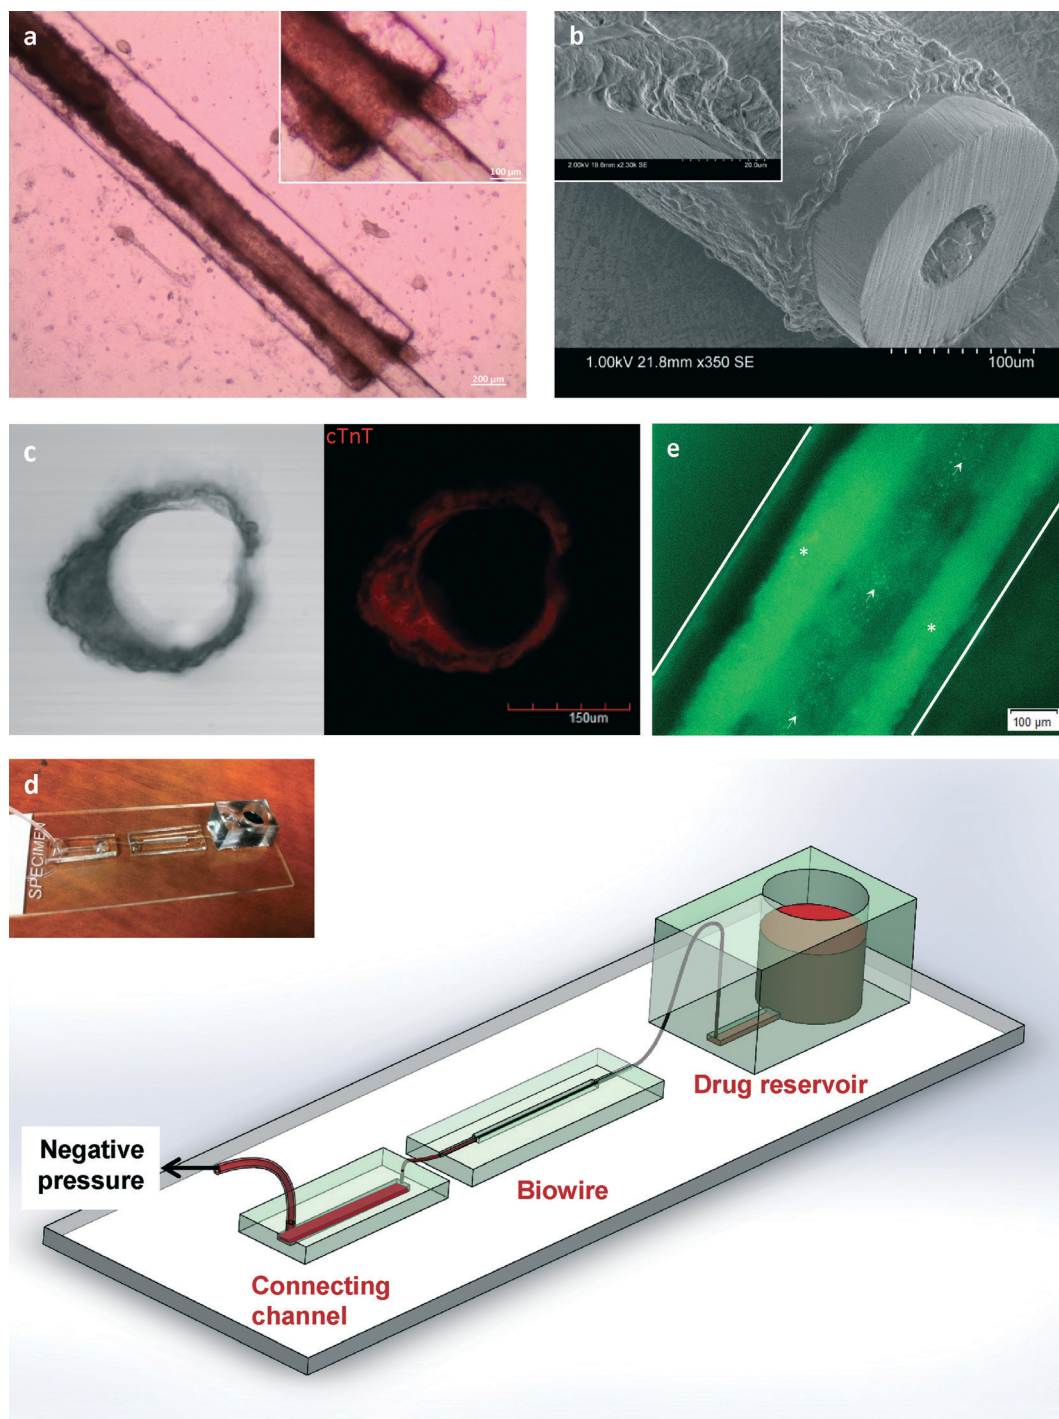 a
100 µm
200 µm
b
2.00kV 19.6mm x2.30k SE
20.0um
1.00kV 21.8mm x350 SE
100um
c
cTnT
150um
e
*
*
100 µm
d
SPECIMEN
Drug reservoir
Negative
pressure
Biowire
Connecting
channel